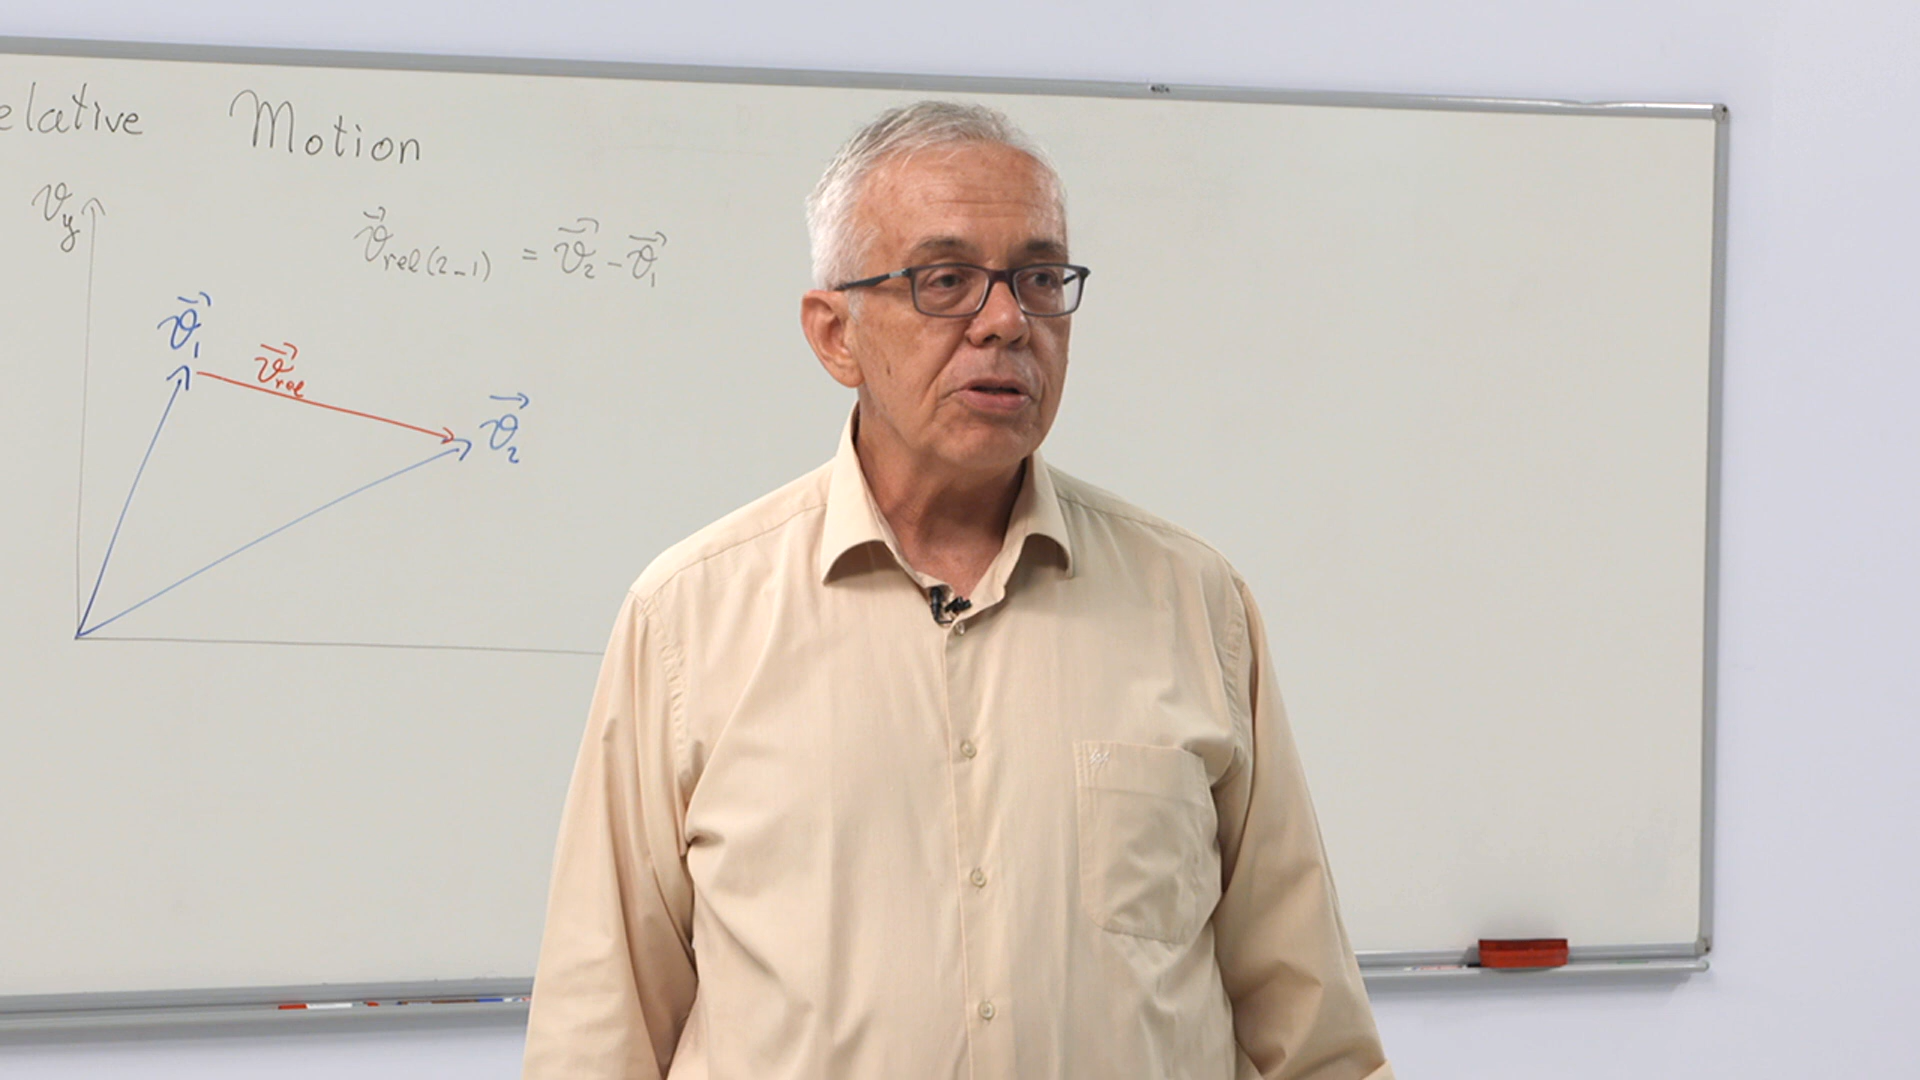 elative Motion
v⃗_rel(2-1) = v⃗_2 - v⃗_1
v_y
v⃗_1
v⃗_rel
v⃗_2